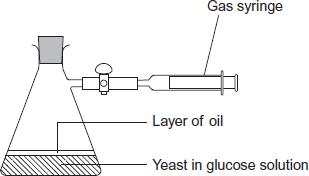 Gas syringe
Layer of oil
Yeast in glucose solution